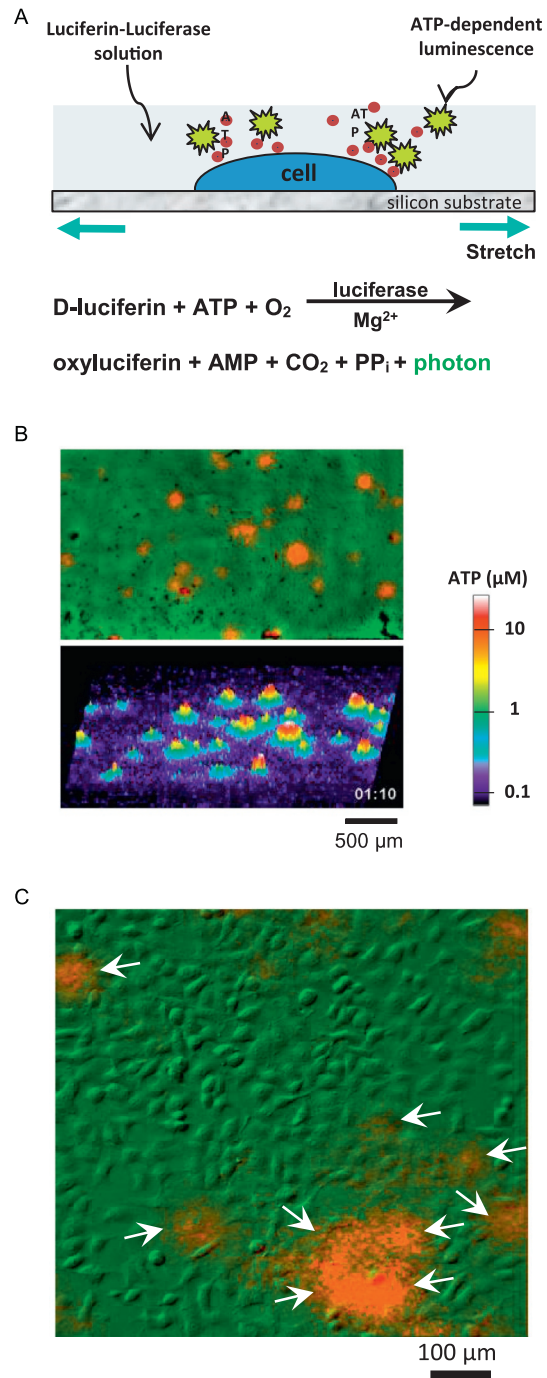 A
Luciferin-Luciferase
solution
ATP-dependent
luminescence
A
T
P
AT
P
cell
silicon substrate
Stretch
D-luciferin + ATP + O₂
luciferase
Mg²⁺
oxyluciferin + AMP + CO₂ + PPᵢ + photon
B
ATP (µM)
10
1
0.1
01:10
500 µm
C
100 µm